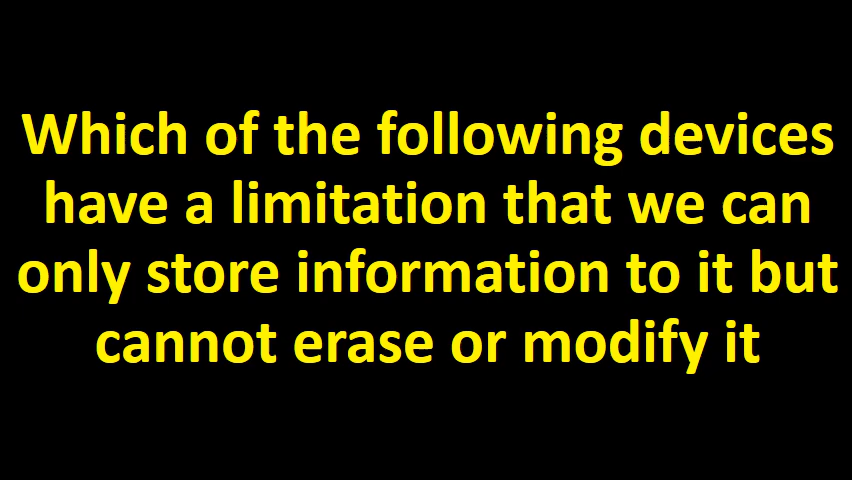 Which of the following devices
have a limitation that we can
only store information to it but
cannot erase or modify it